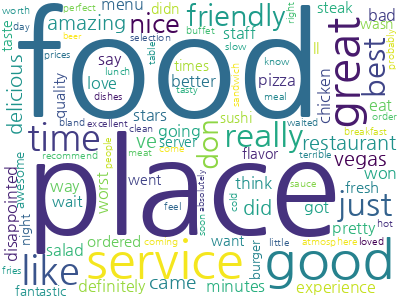 worth
perfect
menu
didn
steak
right
day
amazing
nice
friendly
buffet
selection
wasn
bad
taste
beer
tables
staff
slow
ll
prices
say
food
great
best
delicious
quality
love
lunch
dishes
better
times
tasty
pizza
know
meal
sandwich
chicken
wash
bland
excellent
clean
stars
going
sushi
waited
eat
breakfast
order
time
ve
server
don
really
restaurant
recommend
people
meat
come
flavor
terrible
vegas
disappointed
awesome
way
worst
went
place
think
sauce
fresh
won
night
wait
feel
absolutely
soon
cold
did
got
just
pretty
hot
like
salad
ordered
service
coming
want
burger
little
atmosphere
loved
good
fries
fantastic
definitely
came
minutes
experience